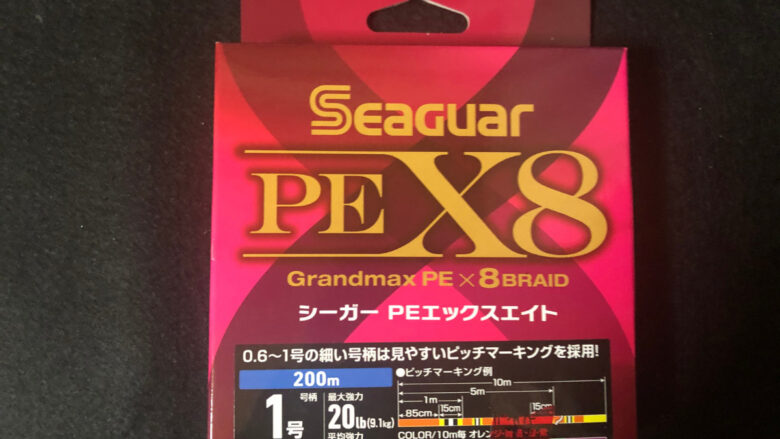 Seaguar
PE X8
Grandmax PE×8BRAID
シーガー PEエックスエイト
0.6〜1号の細い号柄は見やすいピッチマーキングを採用!
200m
●ピッチマーキング例
10m
5m
1m
85cm
15cm
15cm
号柄
1号
最大強力
20lb(9.1kg)
平均強力
COLOR/10m毎 オレン